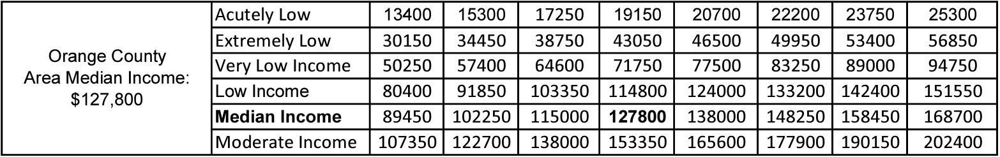 Orange County
Area Median Income:
$127,800
Acutely Low 13400 15300 17250 19150 20700 22200 23750 25300
Extremely Low 30150 34450 38750 43050 46500 49950 53400 56850
Very Low Income 50250 57400 64600 71750 77500 83250 89000 94750
Low Income 80400 91850 103350 114800 124000 133200 142400 151550
Median Income 89450 102250 115000 127800 138000 148250 158450 168700
Moderate Income 107350 122700 138000 153350 165600 177900 190150 202400